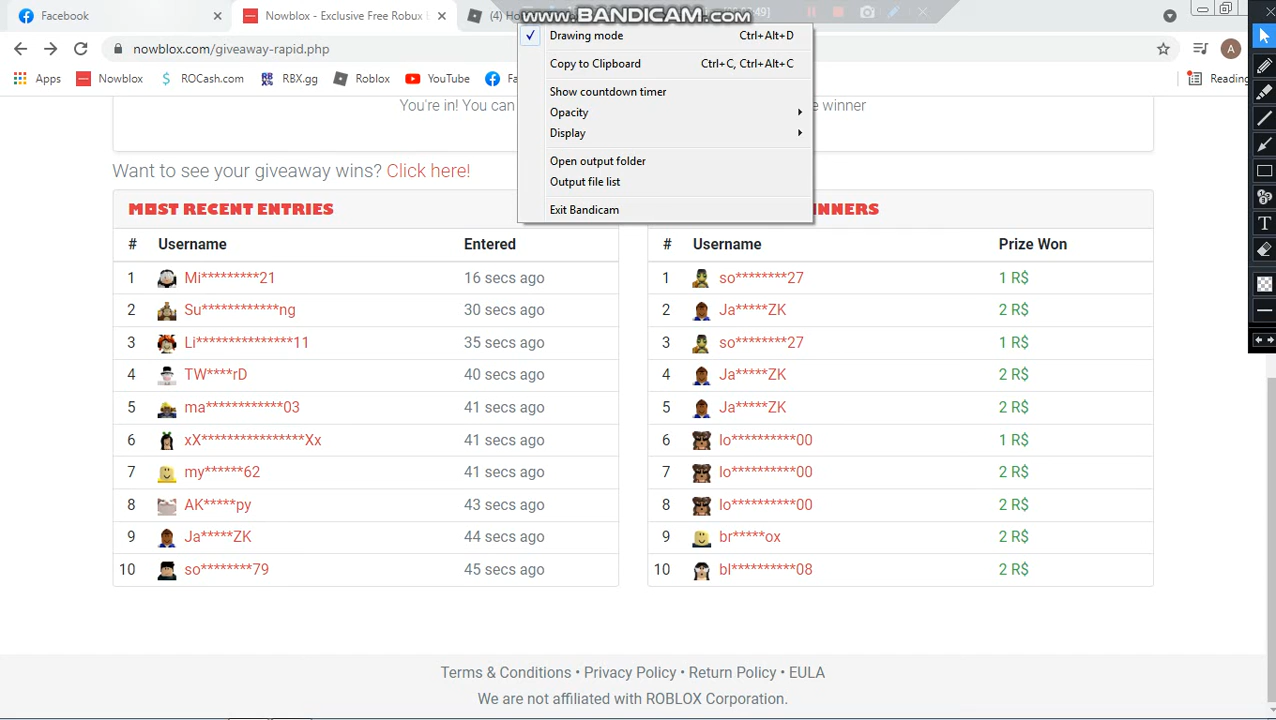 Facebook
Nowblox - Exclusive Free Robux
(4) Ho
WWW.BANDICAM.COM
nowblox.com/giveaway-rapid.php
A
Apps
Nowblox
ROCash.com
RBX.gg
Roblox
YouTube
Reading
You're in! You can
e winner
Want to see your giveaway wins? Click here!
wing mode Ctrl+Alt+D
y to Clipboard Ctrl+C, Ctrl+Alt+C
how countdown timer
Opacity
Display
Open output folder
Output file list
Exit Bandicam
MOST RECENT ENTRIES
NNERS
# Username Entered
1 Mi*********21 16 secs ago
2 Su************ng 30 secs ago
3 Li***************11 35 secs ago
4 TW****rD 40 secs ago
5 ma************03 41 secs ago
6 xX****************Xx 41 secs ago
7 my******62 41 secs ago
8 AK*****py 43 secs ago
9 Ja*****ZK 44 secs ago
10 so********79 45 secs ago
# Username Prize Won
1 so********27 1 R$
2 Ja*****ZK 2 R$
3 so********27 1 R$
4 Ja*****ZK 2 R$
5 Ja*****ZK 2 R$
6 lo**********00 1 R$
7 lo**********00 2 R$
8 lo**********00 2 R$
9 br*****ox 2 R$
10 bl**********08 2 R$
Terms & Conditions • Privacy Policy • Return Policy • EULA
We are not affiliated with ROBLOX Corporation.